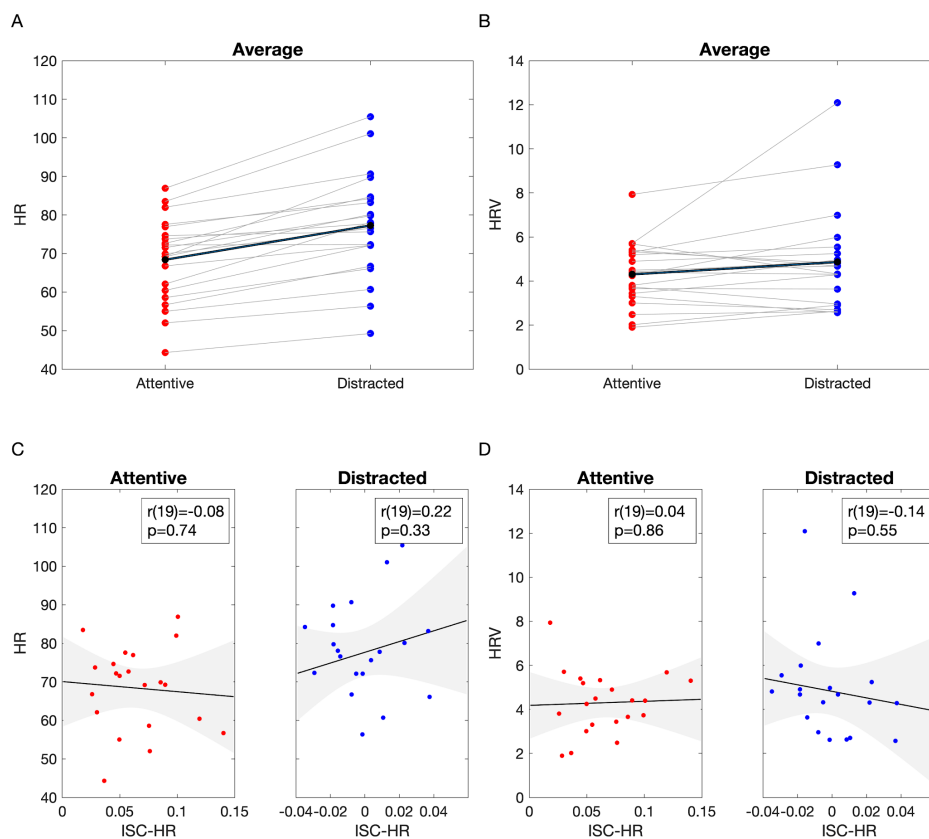 A
Average
120
110
100
90
80
70
60
50
40
HR
Attentive
Distracted
B
Average
14
12
10
8
6
4
2
0
HRV
Attentive
Distracted
C
Attentive
120
110
100
90
80
70
60
50
40
HR
r(19)=-0.08
p=0.74
0 0.05 0.1 0.15
ISC-HR
Distracted
r(19)=0.22
p=0.33
-0.04 -0.02 0 0.02 0.04
ISC-HR
D
Attentive
14
12
10
8
6
4
2
0
HRV
r(19)=0.04
p=0.86
0 0.05 0.1 0.15
ISC-HR
Distracted
r(19)=-0.14
p=0.55
-0.04 -0.02 0 0.02 0.04
ISC-HR